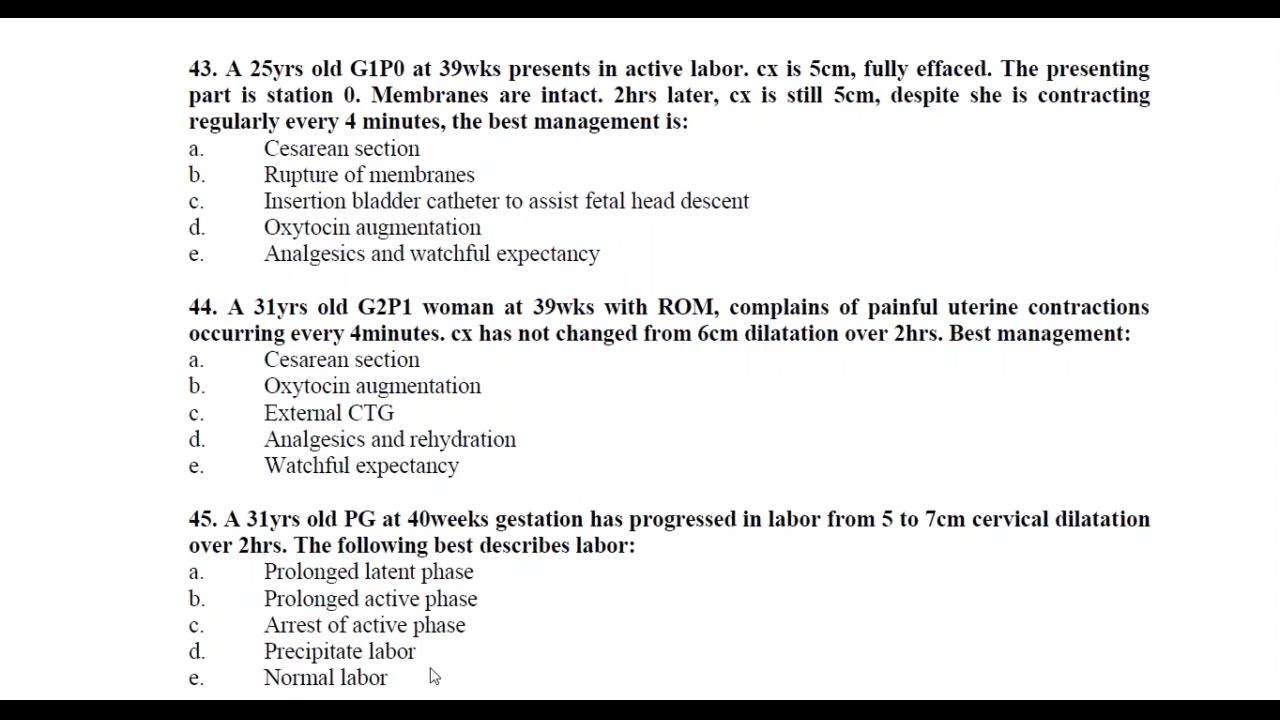 43. A 25yrs old G1P0 at 39wks presents in active labor. cx is 5cm, fully effaced. The presenting
part is station 0. Membranes are intact. 2hrs later, cx is still 5cm, despite she is contracting
regularly every 4 minutes, the best management is:
a. Cesarean section
b. Rupture of membranes
c. Insertion bladder catheter to assist fetal head descent
d. Oxytocin augmentation
e. Analgesics and watchful expectancy
44. A 31yrs old G2P1 woman at 39wks with ROM, complains of painful uterine contractions
occurring every 4minutes. cx has not changed from 6cm dilatation over 2hrs. Best management:
a. Cesarean section
b. Oxytocin augmentation
c. External CTG
d. Analgesics and rehydration
e. Watchful expectancy
45. A 31yrs old PG at 40weeks gestation has progressed in labor from 5 to 7cm cervical dilatation
over 2hrs. The following best describes labor:
a. Prolonged latent phase
b. Prolonged active phase
c. Arrest of active phase
d. Precipitate labor
e. Normal labor